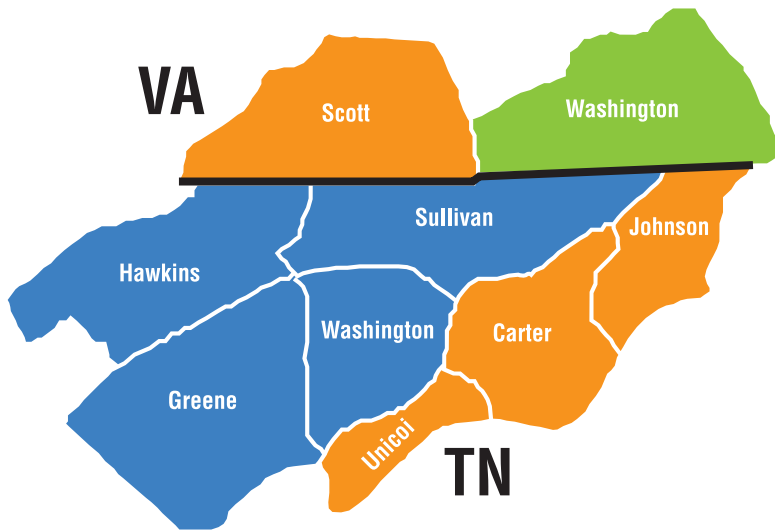 VA
Scott
Washington
Sullivan
Johnson
Hawkins
Washington
Carter
Greene
Unicoi
TN